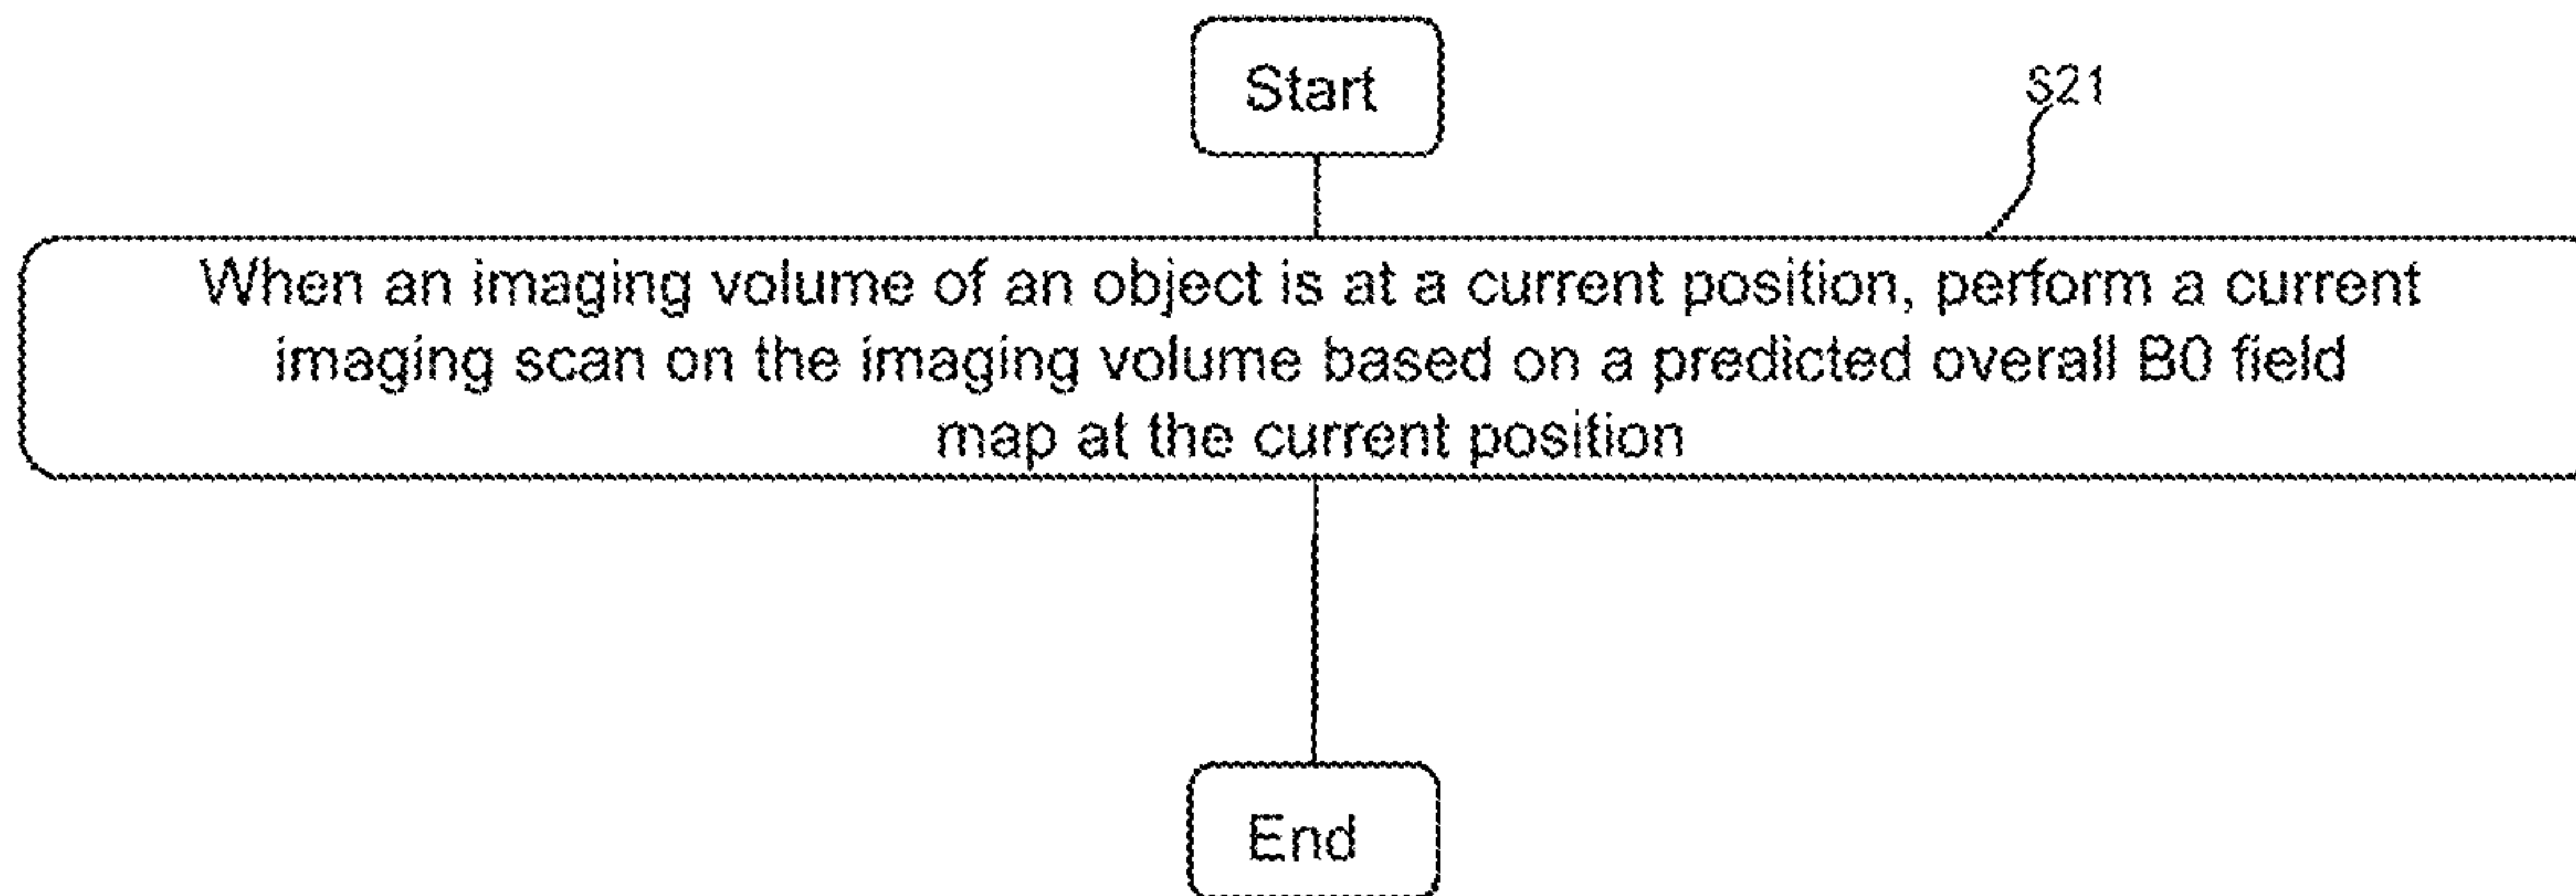 Start
S21
When an imaging volume of an object is at a current position, perform a current
imaging scan on the imaging volume based on a predicted overall B0 field
map at the current position
End